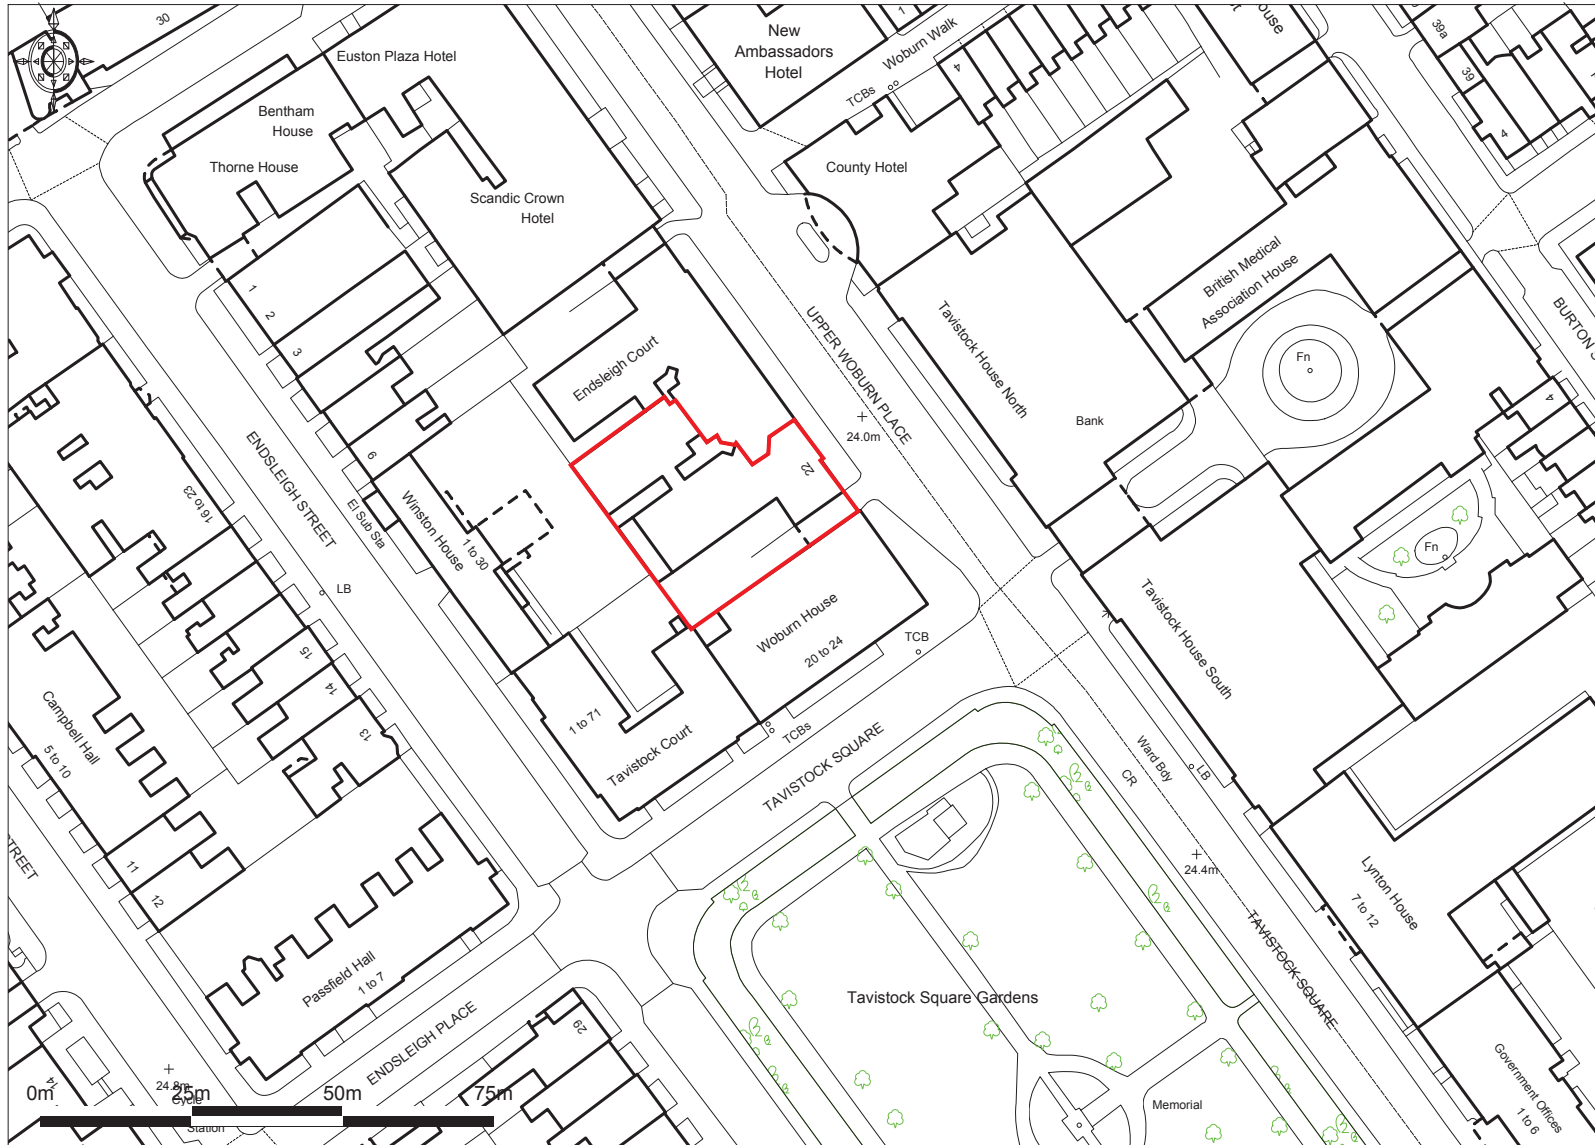 30
Euston Plaza Hotel
New
Ambassadors
Hotel
1
Woburn Walk
TCBs
4
39a
39
4
Bentham
House
Thorne House
Scandic Crown
Hotel
County Hotel
British Medical
Association House
1
2
3
6
Endsleigh Court
UPPER WOBURN PLACE
24.0m
Tavistock House North
Bank
Fn
4
ENDSLEIGH STREET
16 to 23
El Sub Sta
Winston House
1 to 30
22
LB
Fn
Woburn House
20 to 24
TCB
Tavistock House South
15
14
13
Campbell Hall
5 to 10
1 to 71
Tavistock Court
TCBs
TAVISTOCK SQUARE
Ward Bdy
CR
LB
24.4m
STREET
11
12
Lynton House
7 to 12
TAVISTOCK SQUARE
Passfield Hall
1 to 7
ENDSLEIGH PLACE
29
Tavistock Square Gardens
Memorial
Government Offices
1 to 6
14
24.8m
Cycle
Station
0m
25m
50m
75m